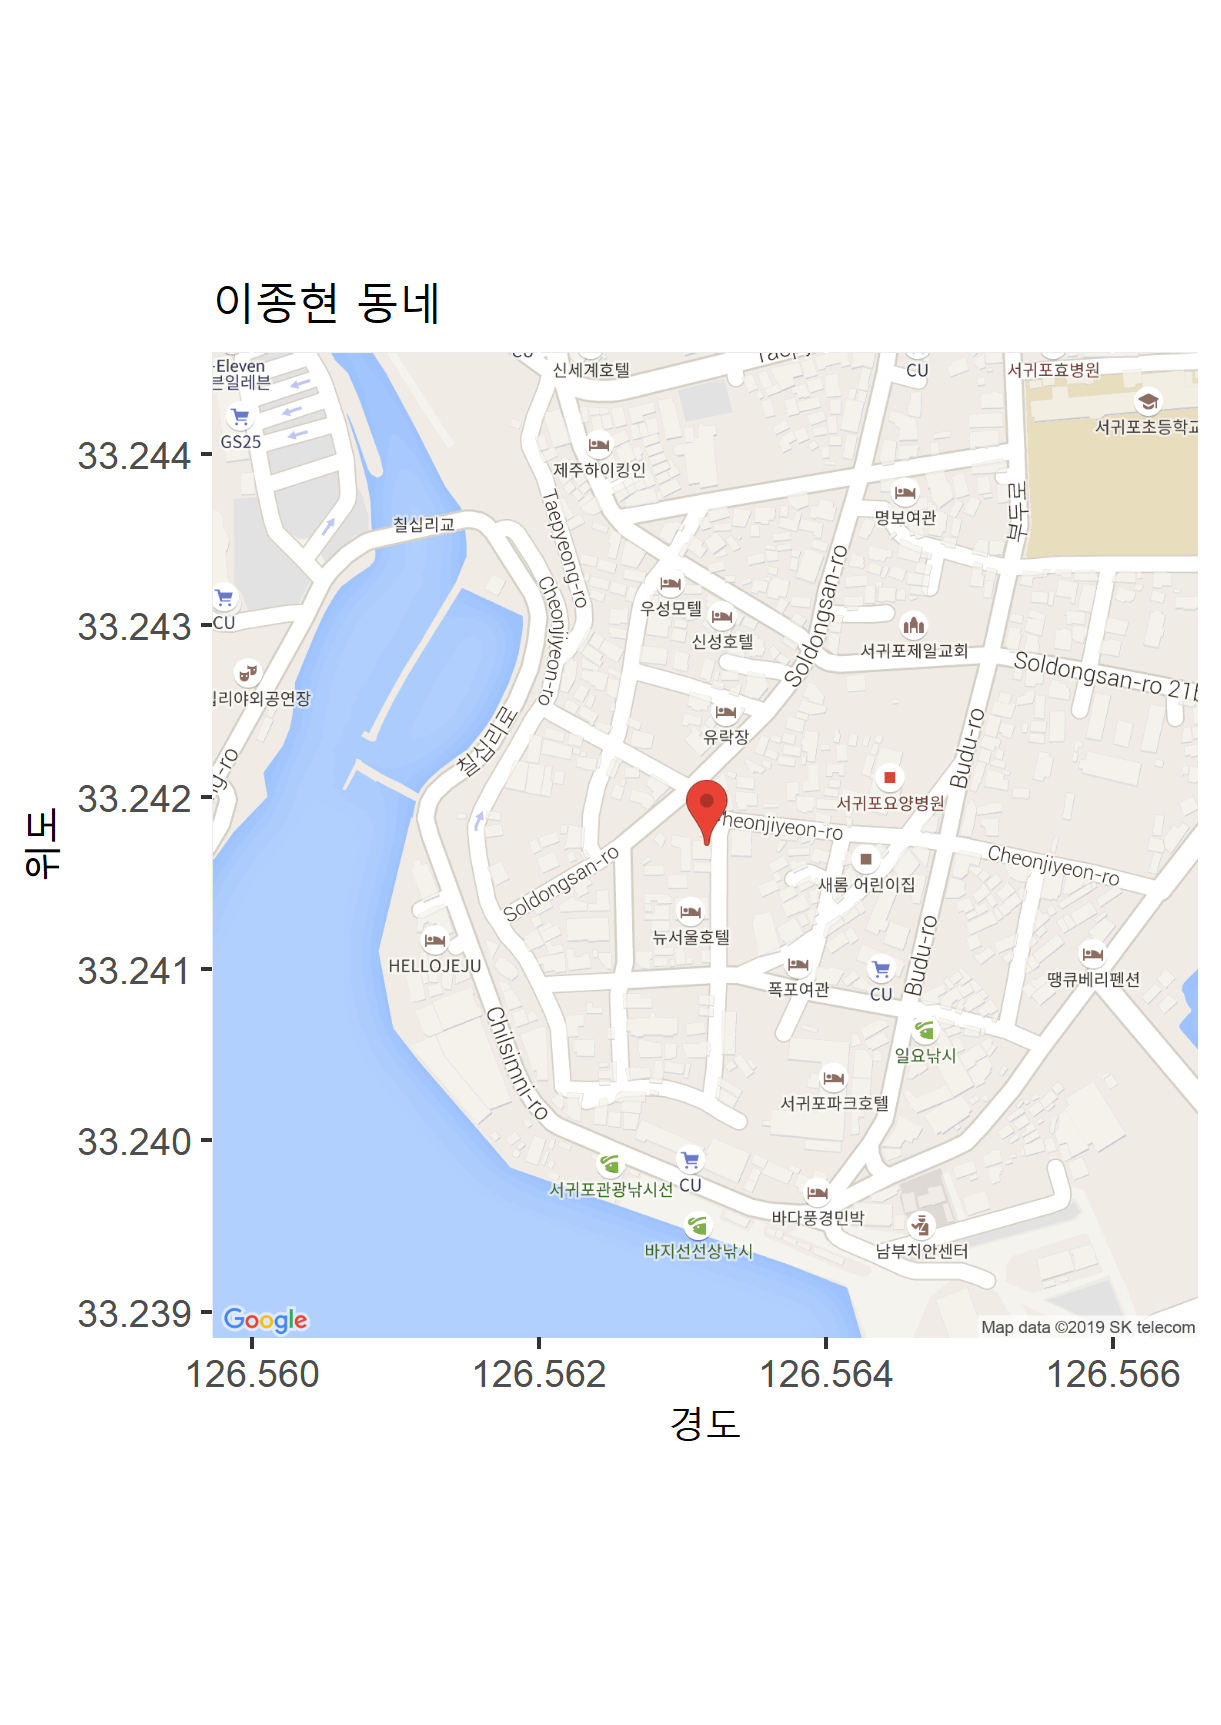 이종현 동네
-Eleven
븐일레븐
GS25
CU
신세계호텔
CU
서귀포효병원
서귀포초등학교
제주하이킹인
명보여관
부두로
칠십리교
Taepyeong-ro
Cheonjiyeon-ro
우성모텔
신성호텔
Soldongsan-ro
서귀포제일교회
Soldongsan-ro 21b
CU
십리야외공연장
ng-ro
칠십리로
유락장
Budu-ro
서귀포요양병원
Cheonjiyeon-ro
Cheonjiyeon-ro
새롬 어린이집
Soldongsan-ro
뉴서울호텔
HELLOJEJU
폭포여관
CU
Budu-ro
땡큐베리펜션
일요낚시
Chilsimni-ro
서귀포파크호텔
서귀포관광낚시선
CU
바다풍경민박
바지선선상낚시
남부치안센터
Google
Map data ©2019 SK telecom
33.244
33.243
33.242
33.241
33.240
33.239
위도
126.560
126.562
126.564
126.566
경도